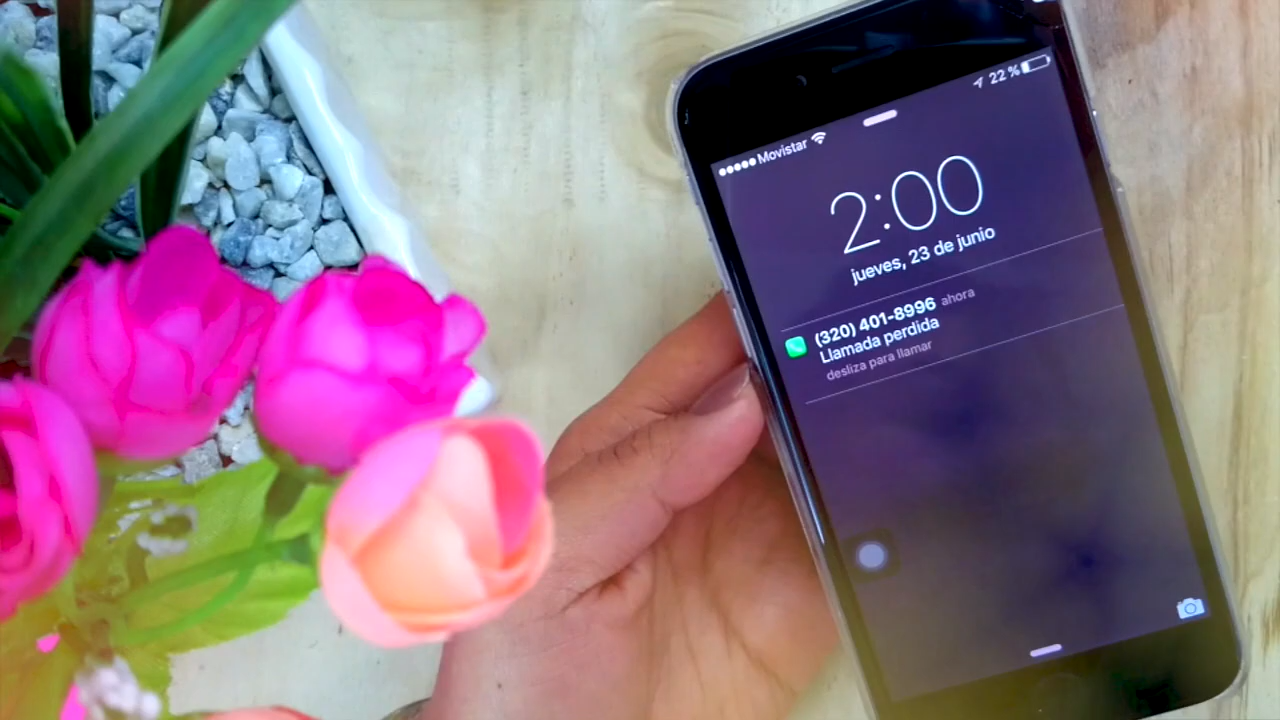 Movistar 22 %
2:00
jueves, 23 de junio
(320) 401-8996 ahora
Llamada perdida
desliza para llamar